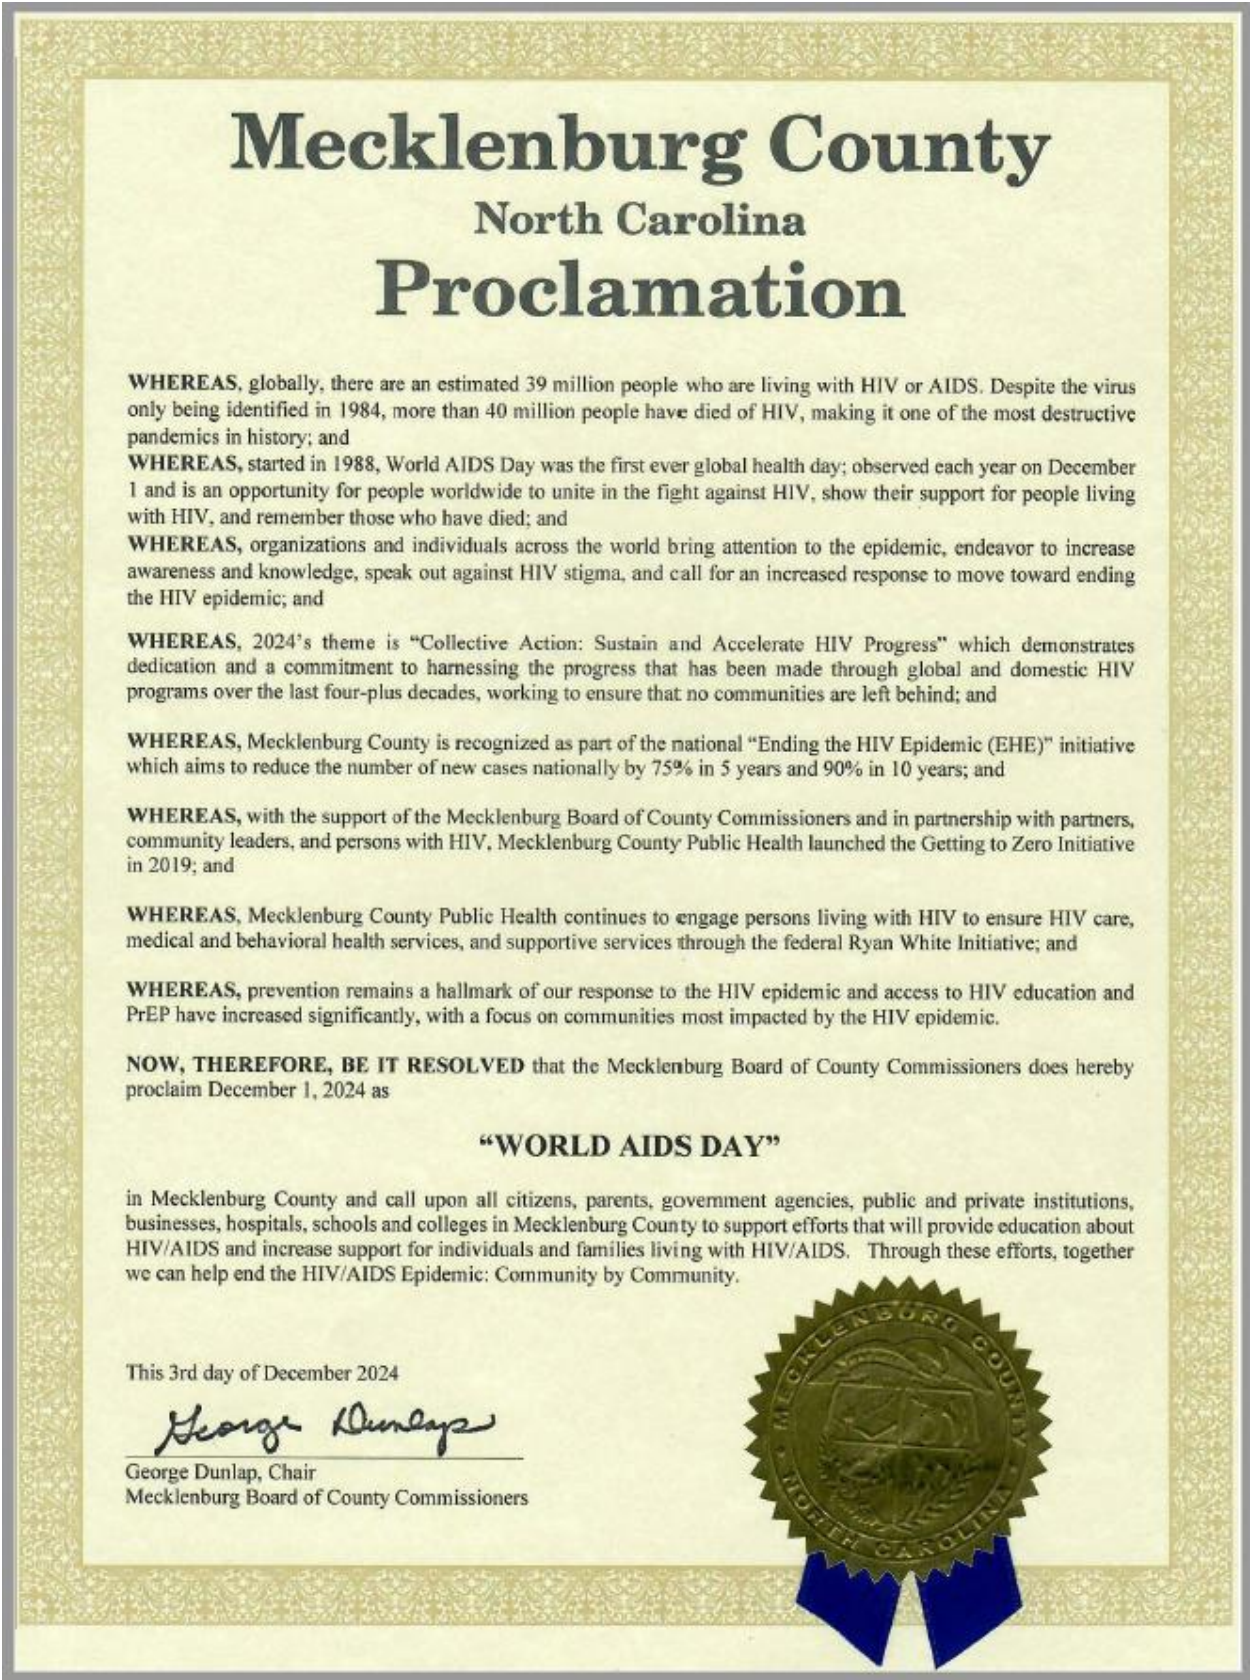 Mecklenburg County
North Carolina
Proclamation
WHEREAS, globally, there are an estimated 39 million people who are living with HIV or AIDS. Despite the virus
only being identified in 1984, more than 40 million people have died of HIV, making it one of the most destructive
pandemics in history; and
WHEREAS, started in 1988, World AIDS Day was the first ever global health day; observed each year on December
1 and is an opportunity for people worldwide to unite in the fight against HIV, show their support for people living
with HIV, and remember those who have died; and
WHEREAS, organizations and individuals across the world bring attention to the epidemic, endeavor to increase
awareness and knowledge, speak out against HIV stigma, and call for an increased response to move toward ending
the HIV epidemic; and
WHEREAS, 2024's theme is “Collective Action: Sustain and Accelerate HIV Progress” which demonstrates
dedication and a commitment to harnessing the progress that has been made through global and domestic HIV
programs over the last four-plus decades, working to ensure that no communities are left behind; and
WHEREAS, Mecklenburg County is recognized as part of the national “Ending the HIV Epidemic (EHE)” initiative
which aims to reduce the number of new cases nationally by 75% in 5 years and 90% in 10 years; and
WHEREAS, with the support of the Mecklenburg Board of County Commissioners and in partnership with partners,
community leaders, and persons with HIV, Mecklenburg County Public Health launched the Getting to Zero Initiative
in 2019; and
WHEREAS, Mecklenburg County Public Health continues to engage persons living with HIV to ensure HIV care,
medical and behavioral health services, and supportive services through the federal Ryan White Initiative; and
WHEREAS, prevention remains a hallmark of our response to the HIV epidemic and access to HIV education and
PrEP have increased significantly, with a focus on communities most impacted by the HIV epidemic.
NOW, THEREFORE, BE IT RESOLVED that the Mecklenburg Board of County Commissioners does hereby
proclaim December 1, 2024 as
“WORLD AIDS DAY”
in Mecklenburg County and call upon all citizens, parents, government agencies, public and private institutions,
businesses, hospitals, schools and colleges in Mecklenburg County to support efforts that will provide education about
HIV/AIDS and increase support for individuals and families living with HIV/AIDS. Through these efforts, together
we can help end the HIV/AIDS Epidemic: Community by Community.
This 3rd day of December 2024
George Dunlap
George Dunlap, Chair
Mecklenburg Board of County Commissioners
MECKLENBURG COUNTY
NORTH CAROLINA